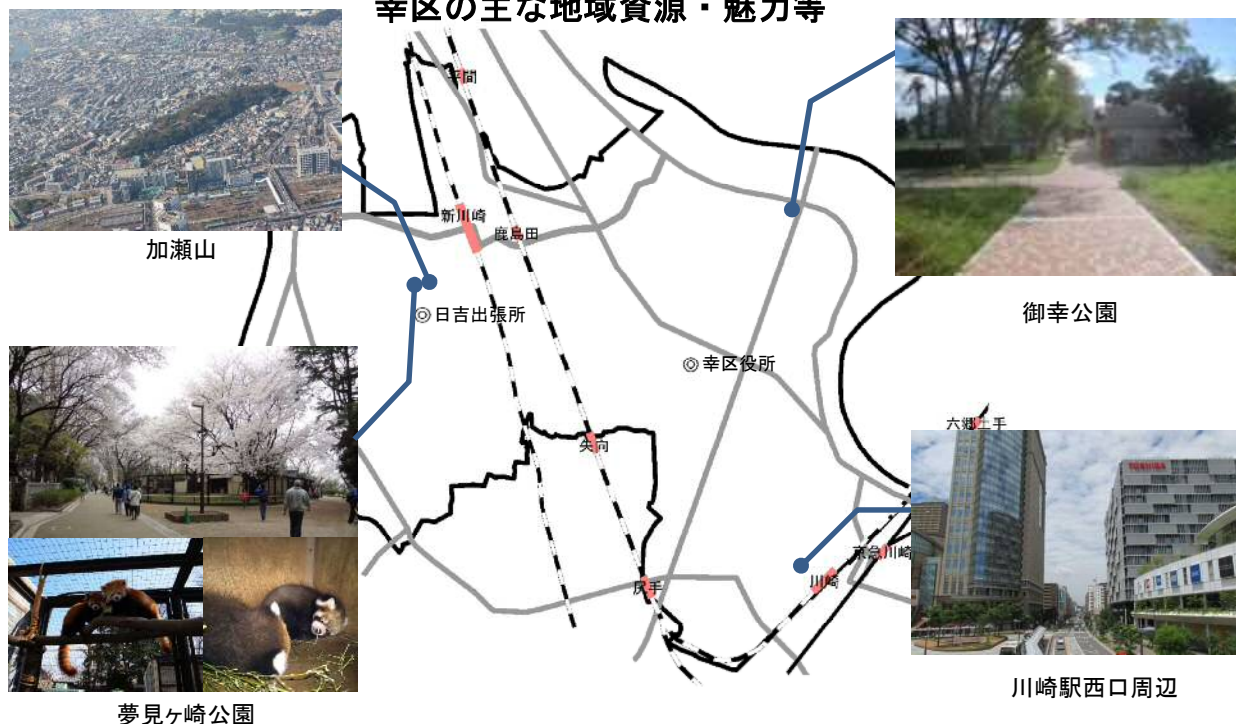 幸区の主な地域資源・魅力等
平間
加瀬山
新川崎
鹿島田
御幸公園
◎日吉出張所
◎幸区役所
六郷土手
矢向
TOSHIBA
京急川崎
川崎
尻手
川崎駅西口周辺
夢見ヶ崎公園